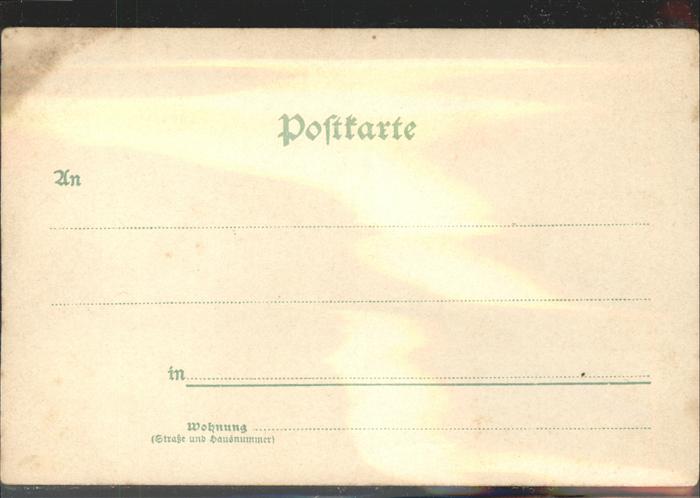 Postkarte
An
in
Wohnung
(Straße und Hausnummer)